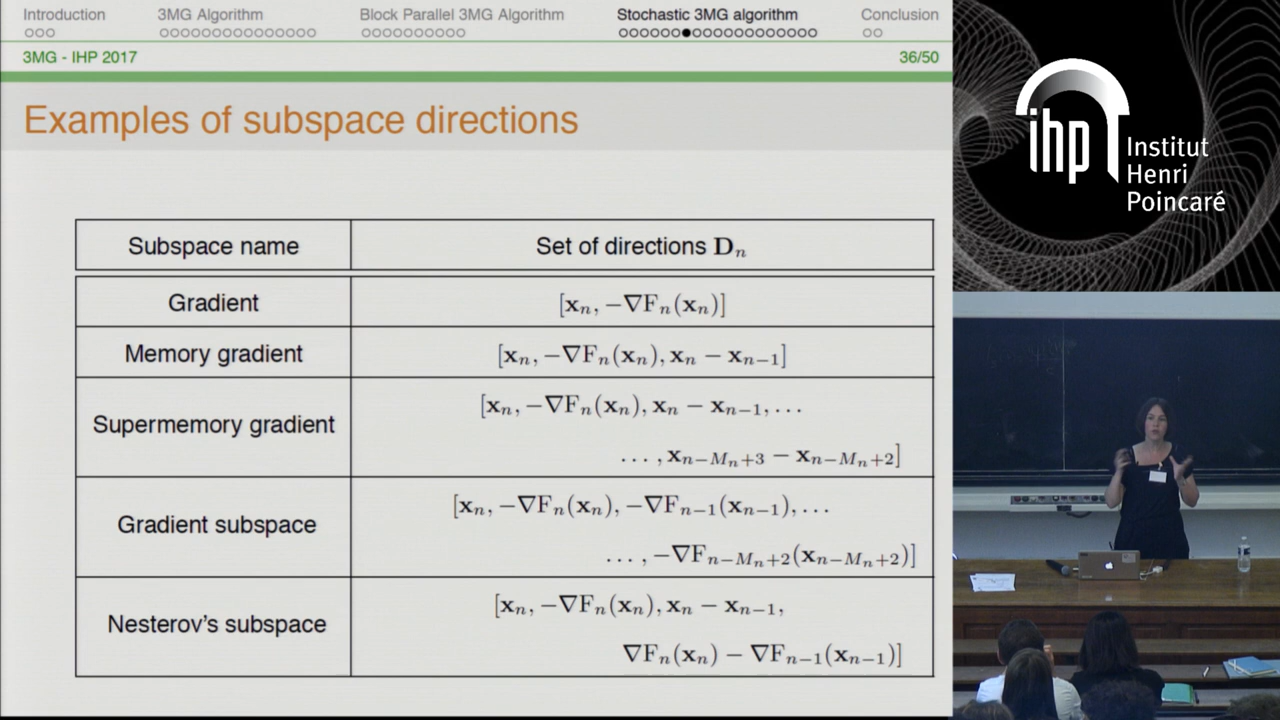 Introduction 3MG Algorithm Block Parallel 3MG Algorithm Stochastic 3MG algorithm Conclusion
3MG - IHP 2017 36/50
Examples of subspace directions
Subspace name Set of directions D_n
Gradient [x_n, −∇F_n(x_n)]
Memory gradient [x_n, −∇F_n(x_n), x_n − x_{n−1}]
Supermemory gradient [x_n, −∇F_n(x_n), x_n − x_{n−1}, …
…, x_{n−M_n+3} − x_{n−M_n+2}]
Gradient subspace [x_n, −∇F_n(x_n), −∇F_{n−1}(x_{n−1}), …
…, −∇F_{n−M_n+2}(x_{n−M_n+2})]
Nesterov's subspace [x_n, −∇F_n(x_n), x_n − x_{n−1},
∇F_n(x_n) − ∇F_{n−1}(x_{n−1})]
ihp Institut
Henri
Poincaré